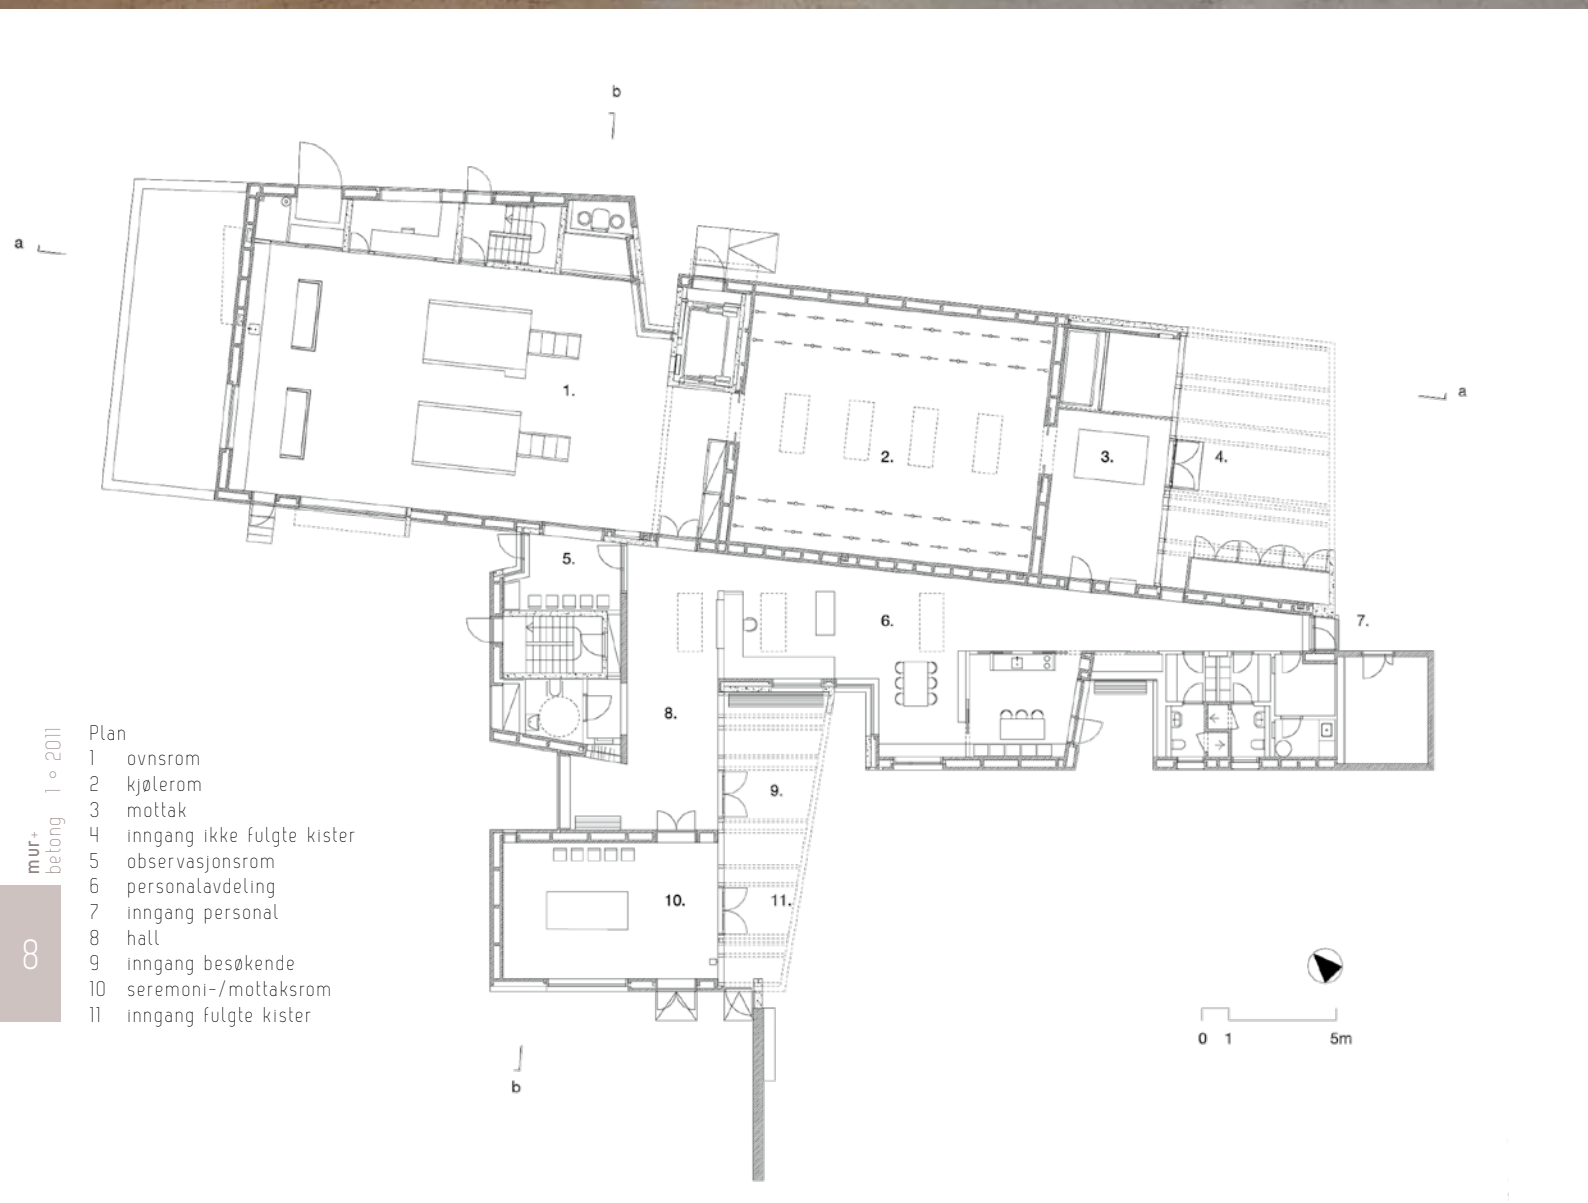 b
a
1.
2.
3.
4.
a
5.
6.
7.
8.
9.
10.
11.
Plan
1 ovnsrom
2 kjølerom
3 mottak
4 inngang ikke fulgte kister
5 observasjonsrom
6 personalavdeling
7 inngang personal
8 hall
9 inngang besøkende
10 seremoni-/mottaksrom
11 inngang fulgte kister
mur+
betong 1 ∘ 2011
8
0 1 5m
b